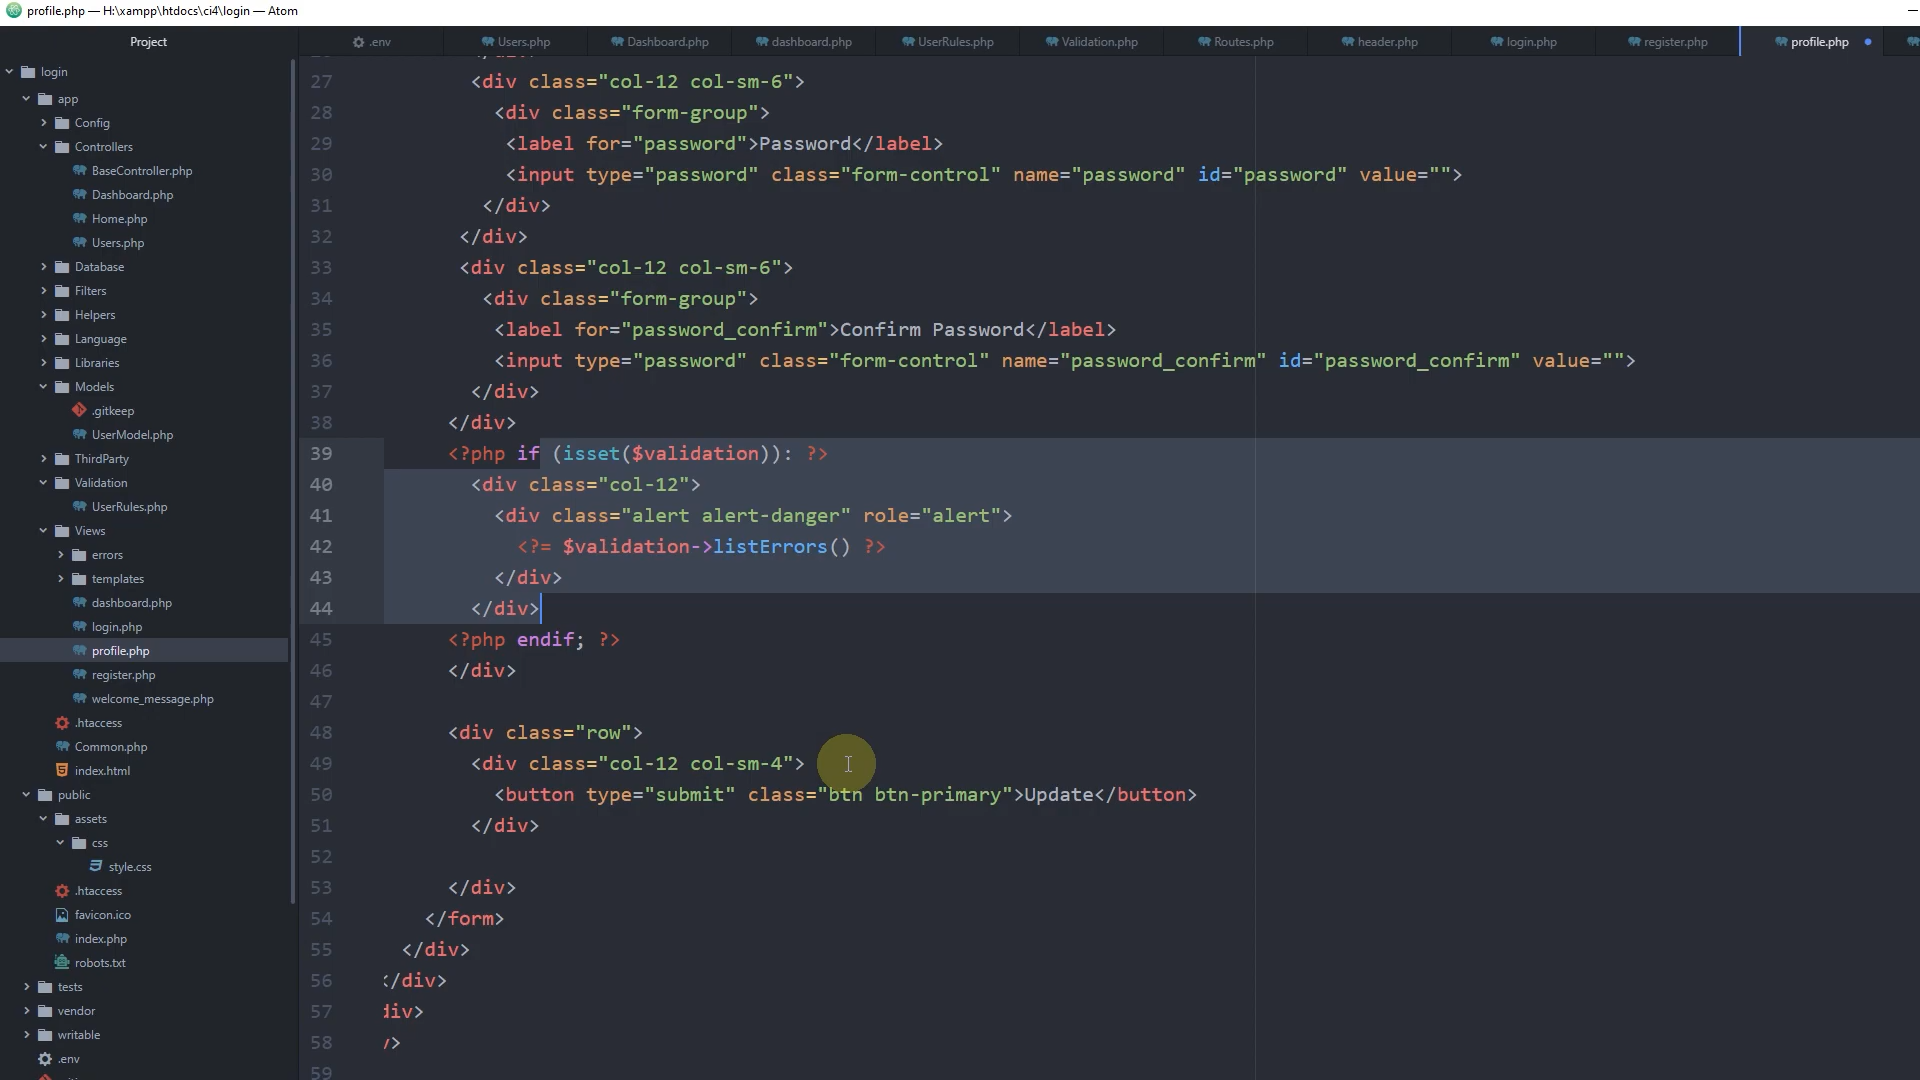 profile.php — H:\xampp\htdocs\ci4\login — Atom
Project
.env
Users.php
Dashboard.php
dashboard.php
UserRules.php
Validation.php
Routes.php
header.php
login.php
register.php
profile.php
login
app
Config
Controllers
BaseController.php
Dashboard.php
Home.php
Users.php
Database
Filters
Helpers
Language
Libraries
Models
.gitkeep
UserModel.php
ThirdParty
Validation
UserRules.php
Views
errors
templates
dashboard.php
login.php
profile.php
register.php
welcome_message.php
.htaccess
Common.php
index.html
public
assets
css
style.css
.htaccess
favicon.ico
index.php
robots.txt
tests
vendor
writable
.env
27 <div class="col-12 col-sm-6">
28 <div class="form-group">
29 <label for="password">Password</label>
30 <input type="password" class="form-control" name="password" id="password" value="">
31 </div>
32 </div>
33 <div class="col-12 col-sm-6">
34 <div class="form-group">
35 <label for="password_confirm">Confirm Password</label>
36 <input type="password" class="form-control" name="password_confirm" id="password_confirm" value="">
37 </div>
38 </div>
39 <?php if (isset($validation)): ?>
40 <div class="col-12">
41 <div class="alert alert-danger" role="alert">
42 <?= $validation->listErrors() ?>
43 </div>
44 </div>
45 <?php endif; ?>
46 </div>
47
48 <div class="row">
49 <div class="col-12 col-sm-4">
50 <button type="submit" class="btn btn-primary">Update</button>
51 </div>
52
53 </div>
54 </form>
55 </div>
56 </div>
57 div>
58 />
59